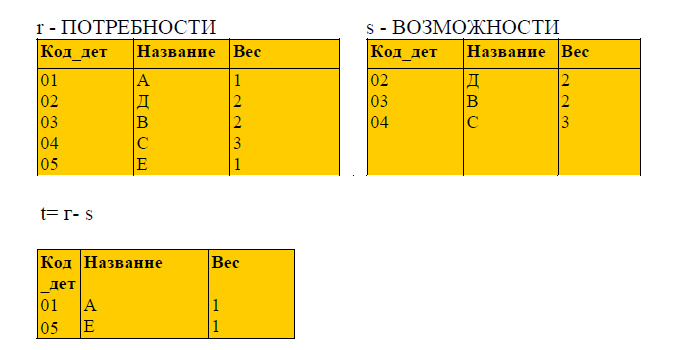 r - ПОТРЕБНОСТИ
Код_дет Название Вес
01 А 1
02 Д 2
03 В 2
04 С 3
05 Е 1
s - ВОЗМОЖНОСТИ
Код_дет Название Вес
02 Д 2
03 В 2
04 С 3
t= r- s
Код Название Вес
_дет
01 А 1
05 Е 1